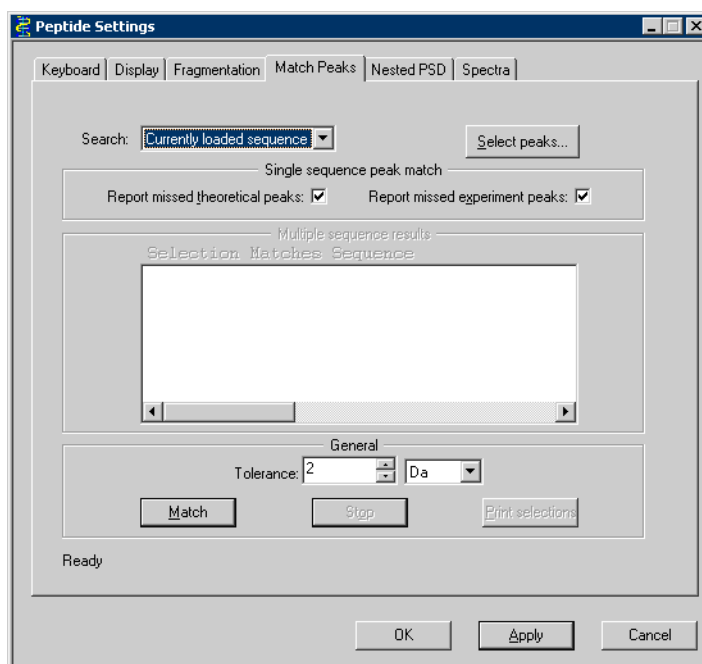 Peptide Settings
Keyboard Display Fragmentation Match Peaks Nested PSD Spectra
Search: Currently loaded sequence Select peaks...
Single sequence peak match
Report missed theoretical peaks: Report missed experiment peaks:
Multiple sequence results
Selection Matches Sequence
General
Tolerance: 2 Da
Match Stop Print selections
Ready
OK Apply Cancel